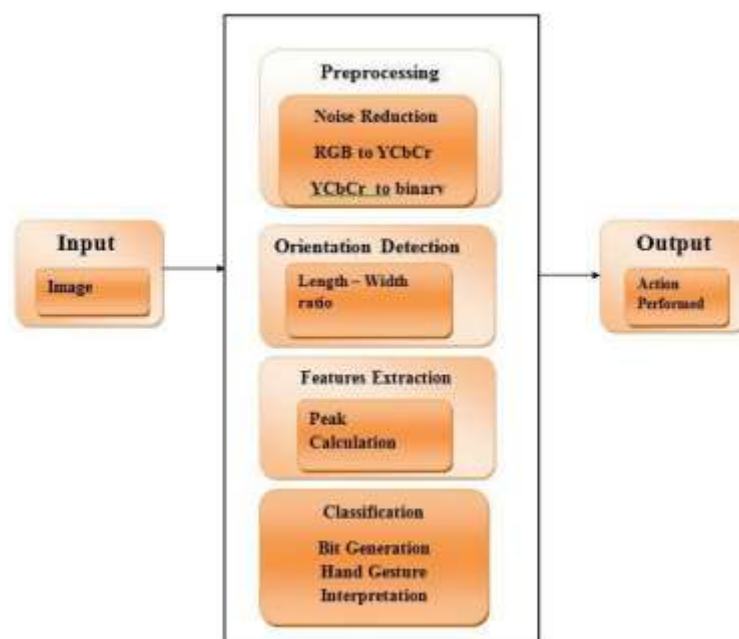 Input
Image
Preprocessing
Noise Reduction
RGB to YCbCr
YCbCr to binary
Orientation Detection
Length – Width
ratio
Features Extraction
Peak
Calculation
Classification
Bit Generation
Hand Gesture
Interpretation
Output
Action
Performed